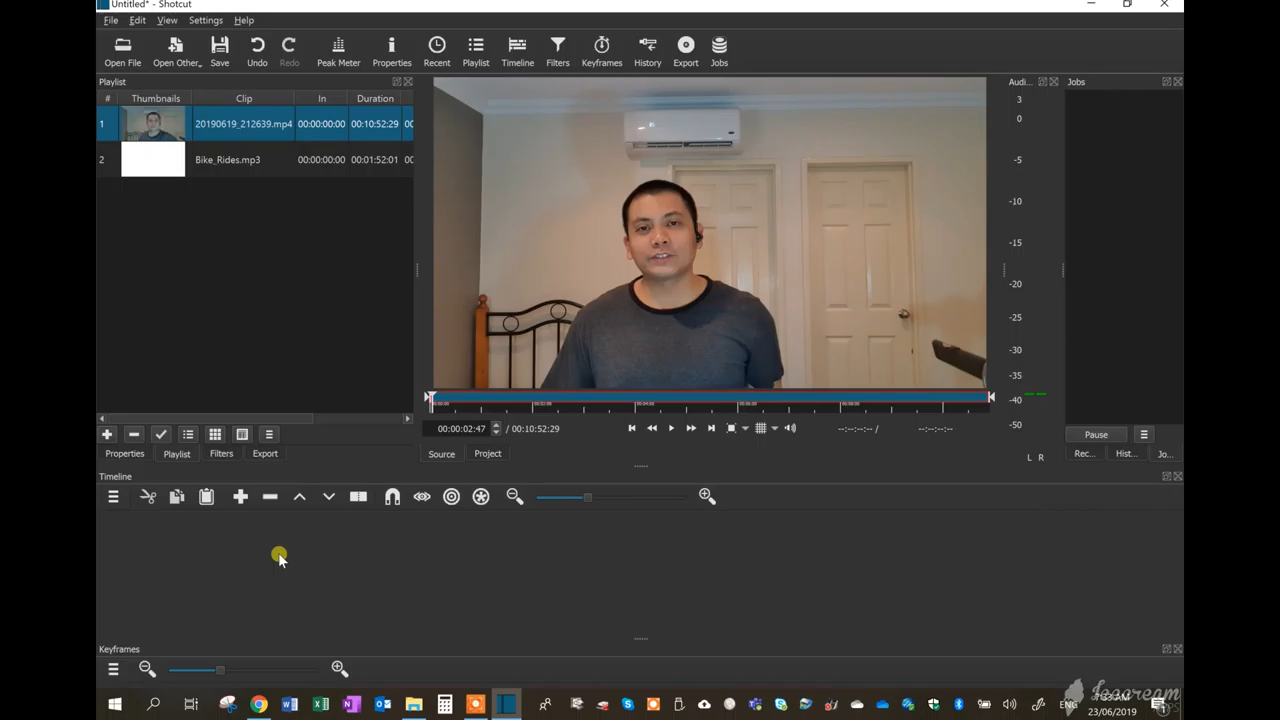 Untitled* - Shotcut
File Edit View Settings Help
Open File Open Other.. Save Undo Redo Peak Meter Properties Recent Playlist Timeline Filters Keyframes History Export Jobs
Playlist
# Thumbnails Clip In Duration
1 20190619_212639.mp4 00:00:00:00 00:10:52:29 00
2 Bike_Rides.mp3 00:00:00:00 00:01:52:01 00
Audi...
3
0
-5
-10
-15
-20
-25
-30
-35
-40
-50
L R
Jobs
00:00:02:47 / 00:10:52:29 --:--:--:-- / --:--:--:--
Pause
Properties Playlist Filters Export
Source Project
Rec... Hist... Jo...
Timeline
Keyframes
ENG
23/06/2019
Icecream